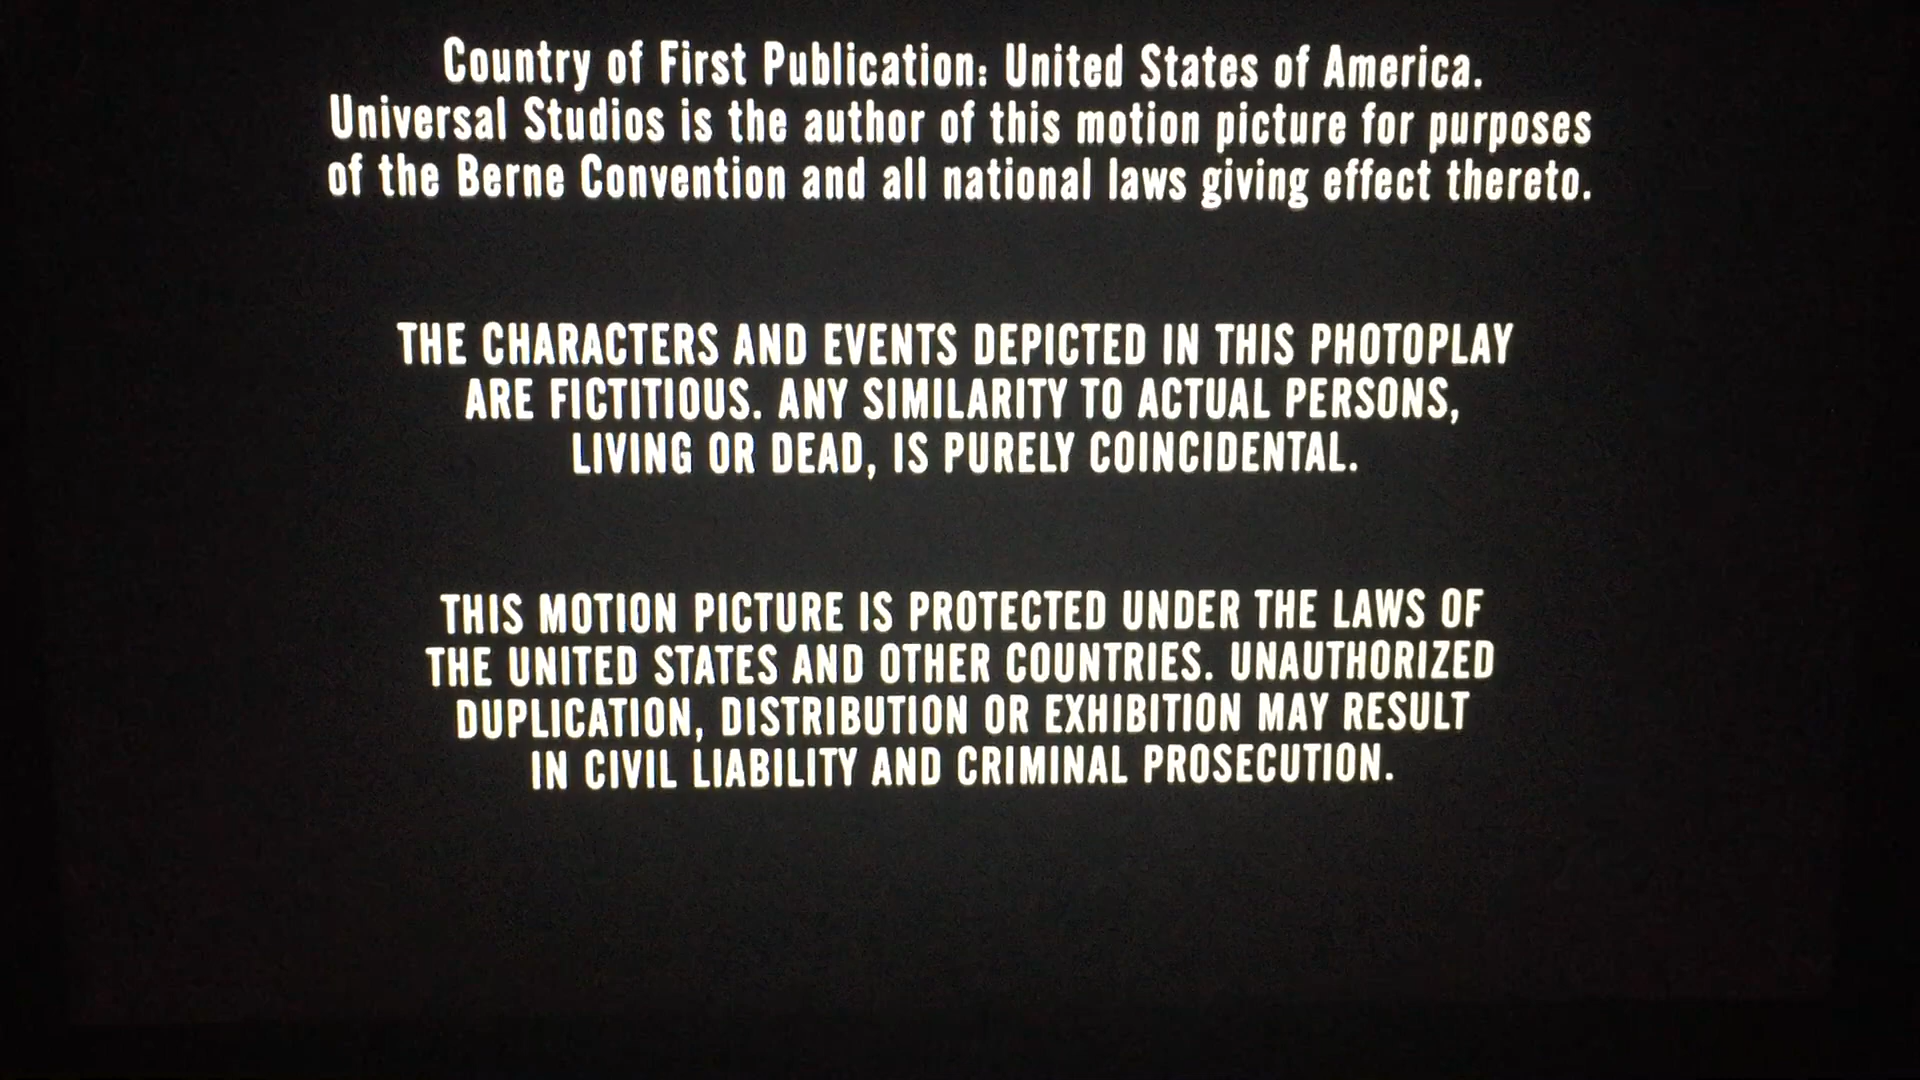 Country of First Publication: United States of America.
Universal Studios is the author of this motion picture for purposes
of the Berne Convention and all national laws giving effect thereto.
THE CHARACTERS AND EVENTS DEPICTED IN THIS PHOTOPLAY
ARE FICTITIOUS. ANY SIMILARITY TO ACTUAL PERSONS,
LIVING OR DEAD, IS PURELY COINCIDENTAL.
THIS MOTION PICTURE IS PROTECTED UNDER THE LAWS OF
THE UNITED STATES AND OTHER COUNTRIES. UNAUTHORIZED
DUPLICATION, DISTRIBUTION OR EXHIBITION MAY RESULT
IN CIVIL LIABILITY AND CRIMINAL PROSECUTION.